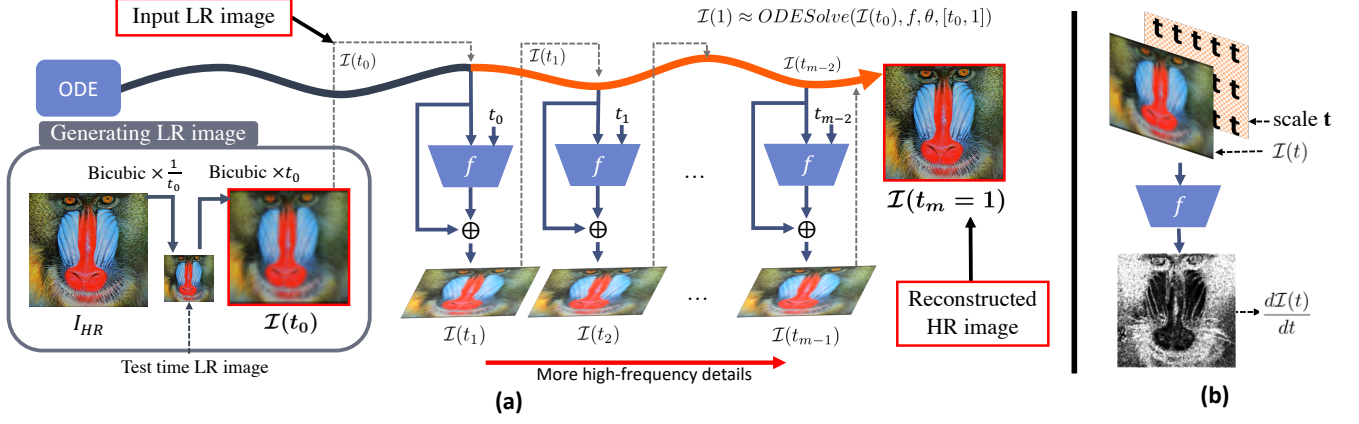 Input LR image
I(1) ≈ ODESolve(I(t₀), f, θ, [t₀, 1])
I(t₀)
I(t₁)
I(tₘ₋₂)
ODE
Generating LR image
Bicubic × 1/t₀
Bicubic ×t₀
I_HR
I(t₀)
Test time LR image
t₀
f
⊕
I(t₁)
t₁
f
⊕
I(t₂)
...
...
tₘ₋₂
f
⊕
I(tₘ₋₁)
More high-frequency details
I(tₘ = 1)
Reconstructed
HR image
(a)
t t t t t
t
t t
scale t
I(t)
f
dI(t)/dt
(b)